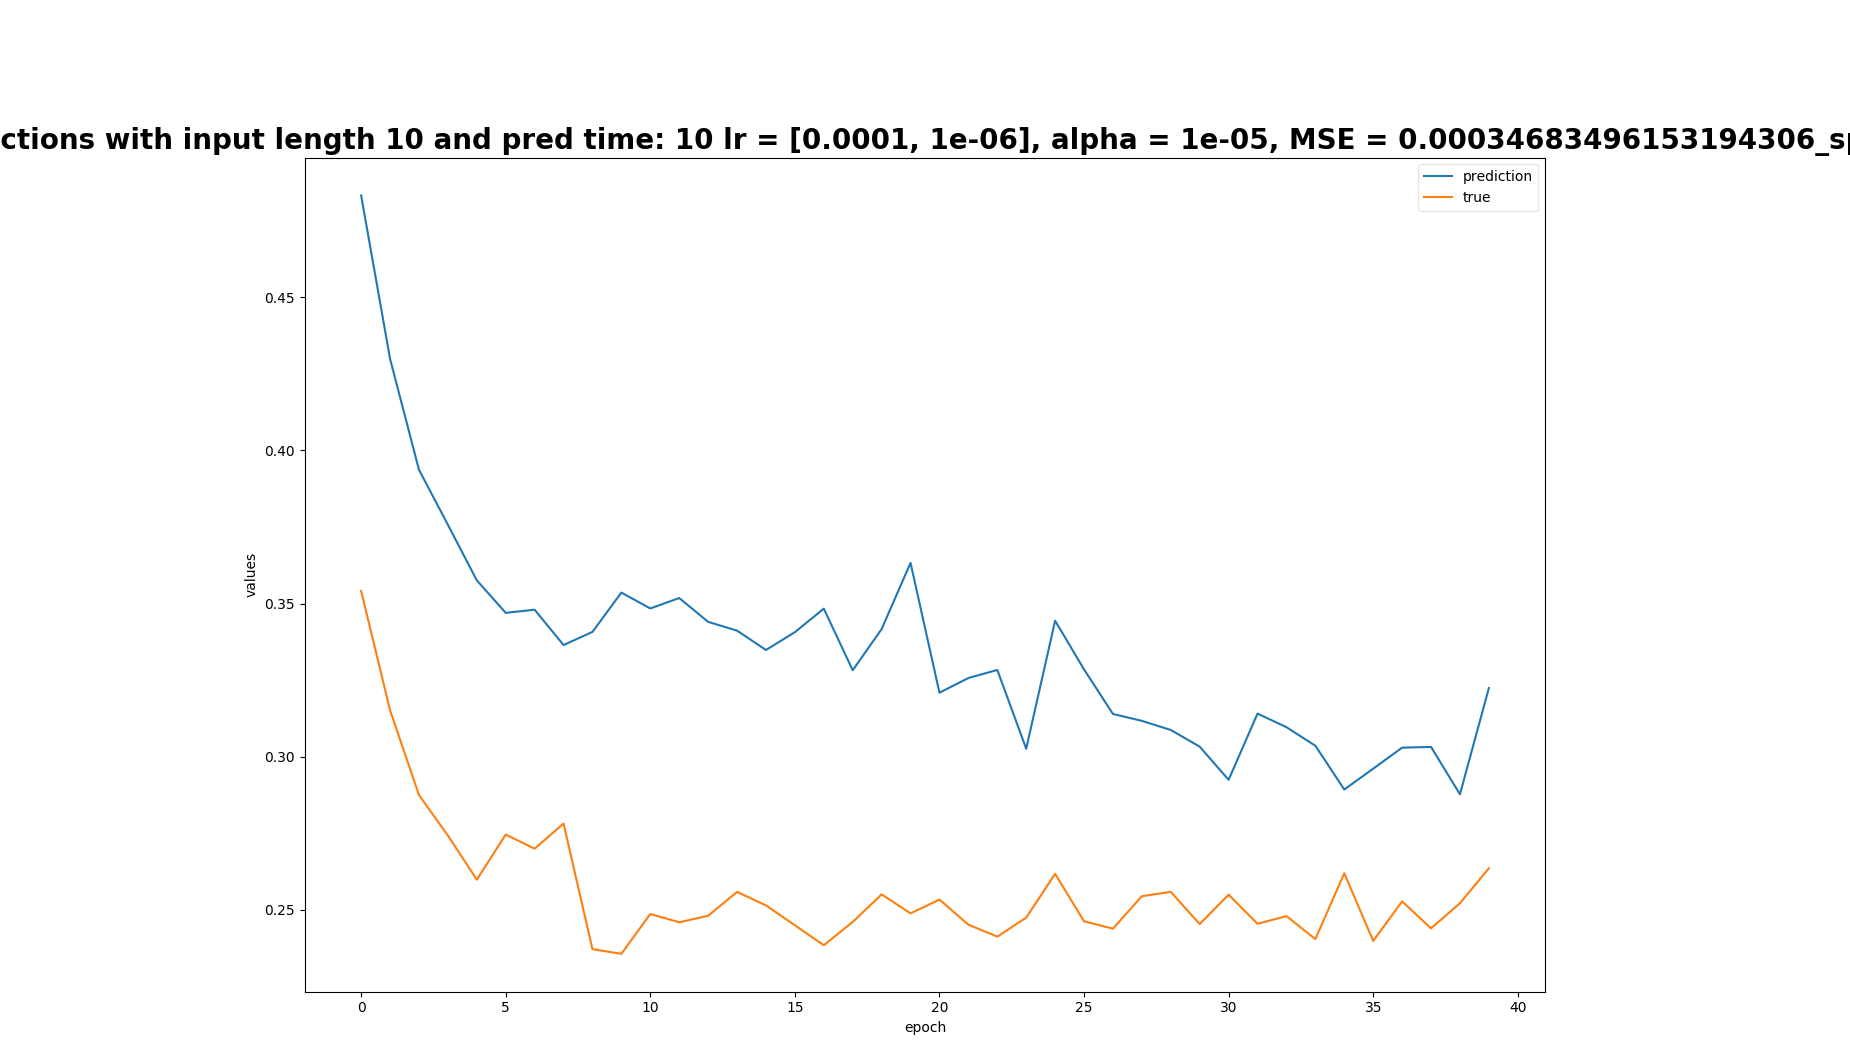 ctions with input length 10 and pred time: 10 lr = [0.0001, 1e-06], alpha = 1e-05, MSE = 0.00034683496153194306_sp
prediction
true
0.45
0.40
0.35
0.30
0.25
values
0 5 10 15 20 25 30 35 40
epoch